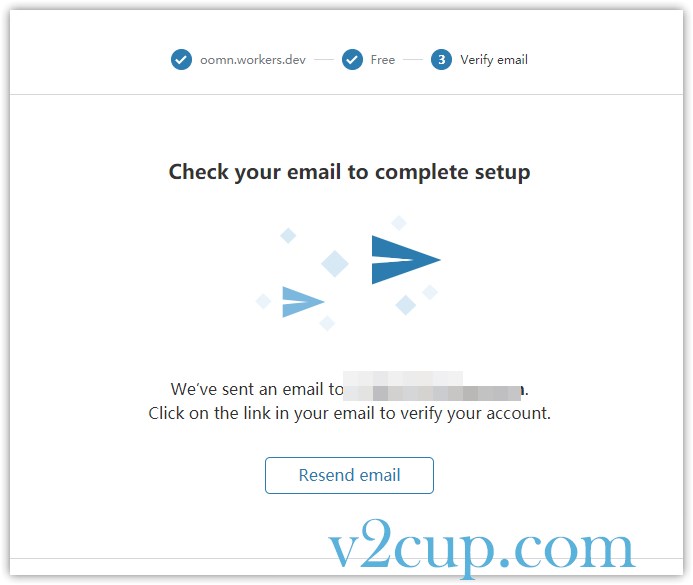 oomn.workers.dev Free 3 Verify email
Check your email to complete setup
We've sent an email to .
Click on the link in your email to verify your account.
Resend email
v2cup.com